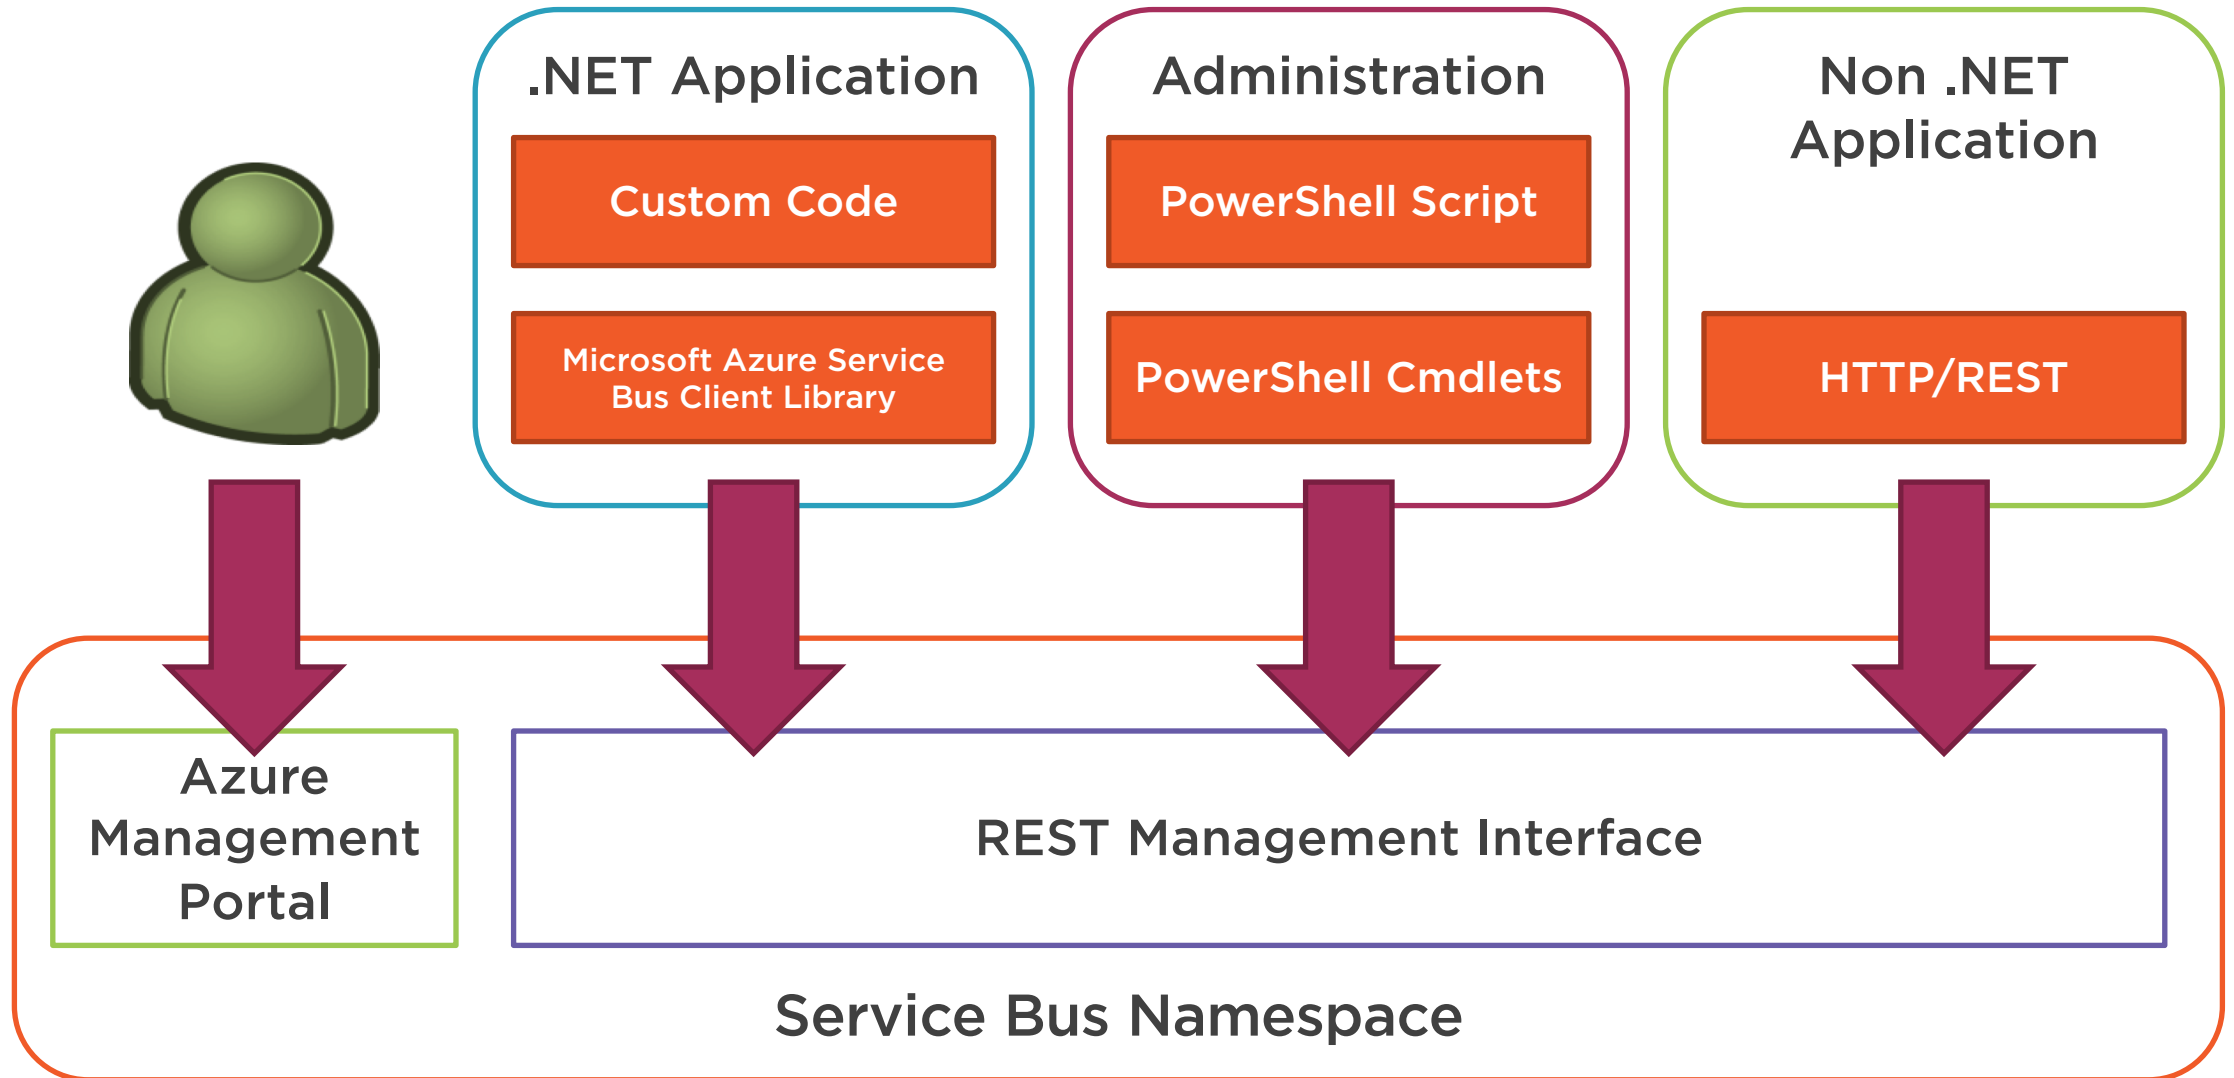 .NET Application
Custom Code
Microsoft Azure Service
Bus Client Library
Administration
PowerShell Script
PowerShell Cmdlets
Non .NET
Application
HTTP/REST
Azure
Management
Portal
REST Management Interface
Service Bus Namespace